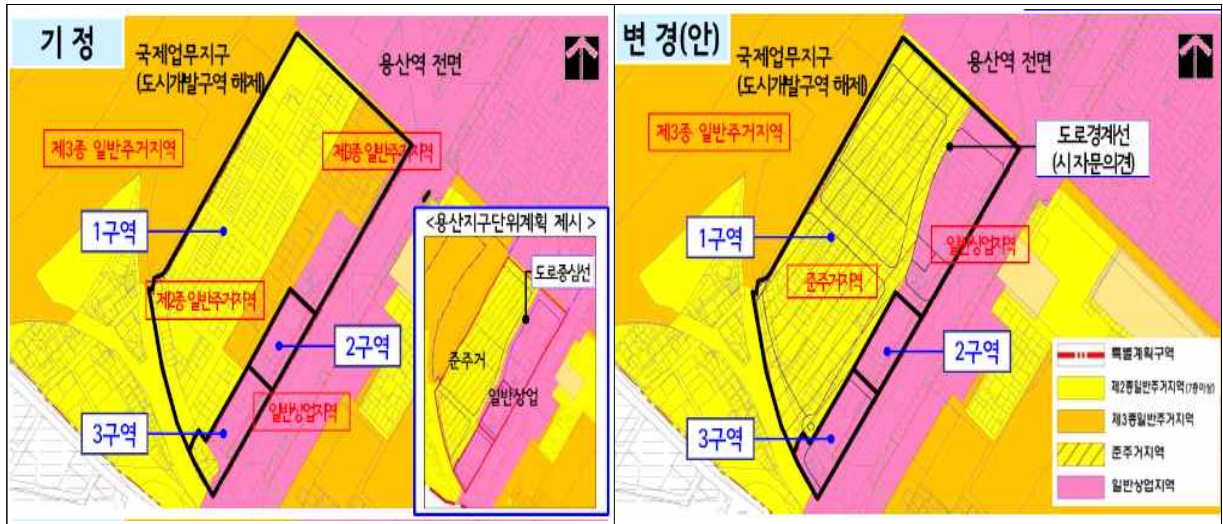 기 정
국제업무지구
(도시개발구역 해제)
용산역 전면
제3종 일반주거지역
제3종 일반주거지역
1구역
<용산지구단위계획 제시 >
도로중심선
제2종 일반주거지역
2구역
준주거
일반상업
일반상업지역
3구역
변 경(안)
국제업무지구
(도시개발구역 해제)
용산역 전면
제3종 일반주거지역
도로경계선
(시 자문의견)
1구역
일반상업지역
준주거지역
2구역
3구역
특별계획구역
제2종일반주거지역(7층이상)
제3종일반주거지역
준주거지역
일반상업지역